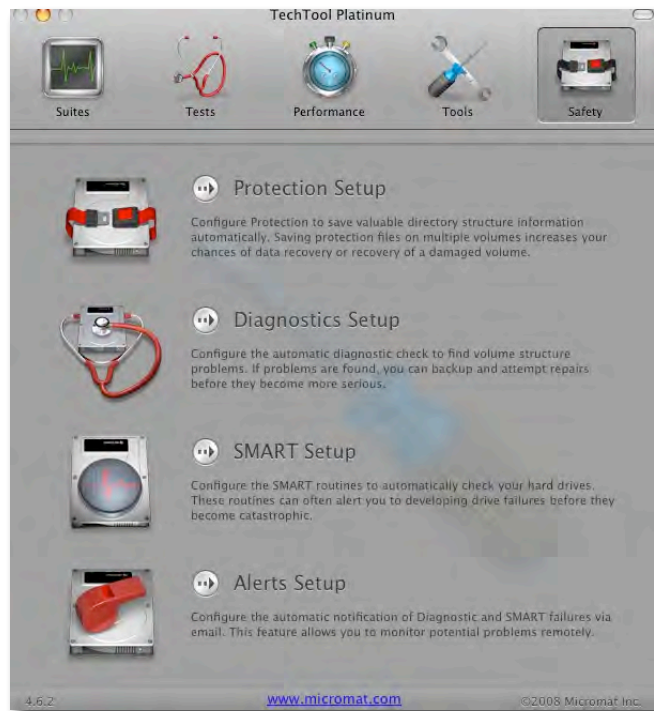 TechTool Platinum
Suites
Tests
Performance
Tools
Safety
Protection Setup
Configure Protection to save valuable directory structure information
automatically. Saving protection files on multiple volumes increases your
chances of data recovery or recovery of a damaged volume.
Diagnostics Setup
Configure the automatic diagnostic check to find volume structure
problems. If problems are found, you can backup and attempt repairs
before they become more serious.
SMART Setup
Configure the SMART routines to automatically check your hard drives.
These routines can often alert you to developing drive failures before they
become catastrophic.
Alerts Setup
Configure the automatic notification of Diagnostic and SMART failures via
email. This feature allows you to monitor potential problems remotely.
4.6.2
www.micromat.com
©2008 Micromat Inc.